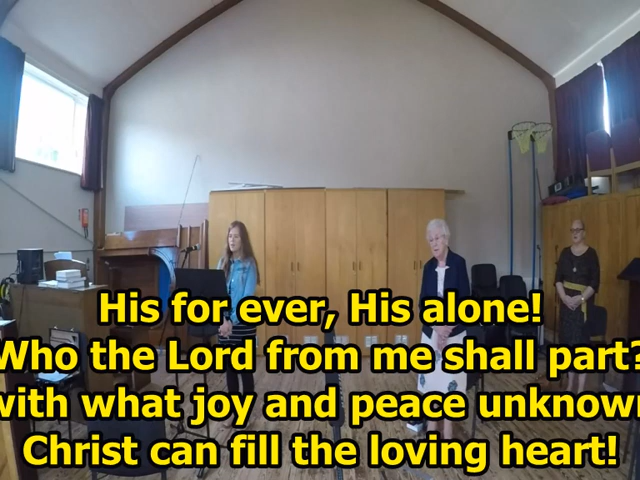 His for ever, His alone!
Who the Lord from me shall part?
with what joy and peace unknown
Christ can fill the loving heart!